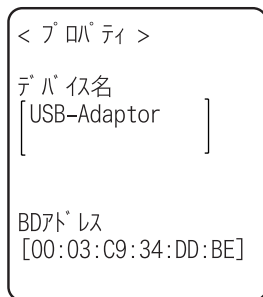 < ﾌﾟﾛﾊﾟﾃｨ >
ﾃﾞﾊﾞｲｽ名
[USB-Adaptor ]
BDｱﾄﾞﾚｽ
[00:03:C9:34:DD:BE]